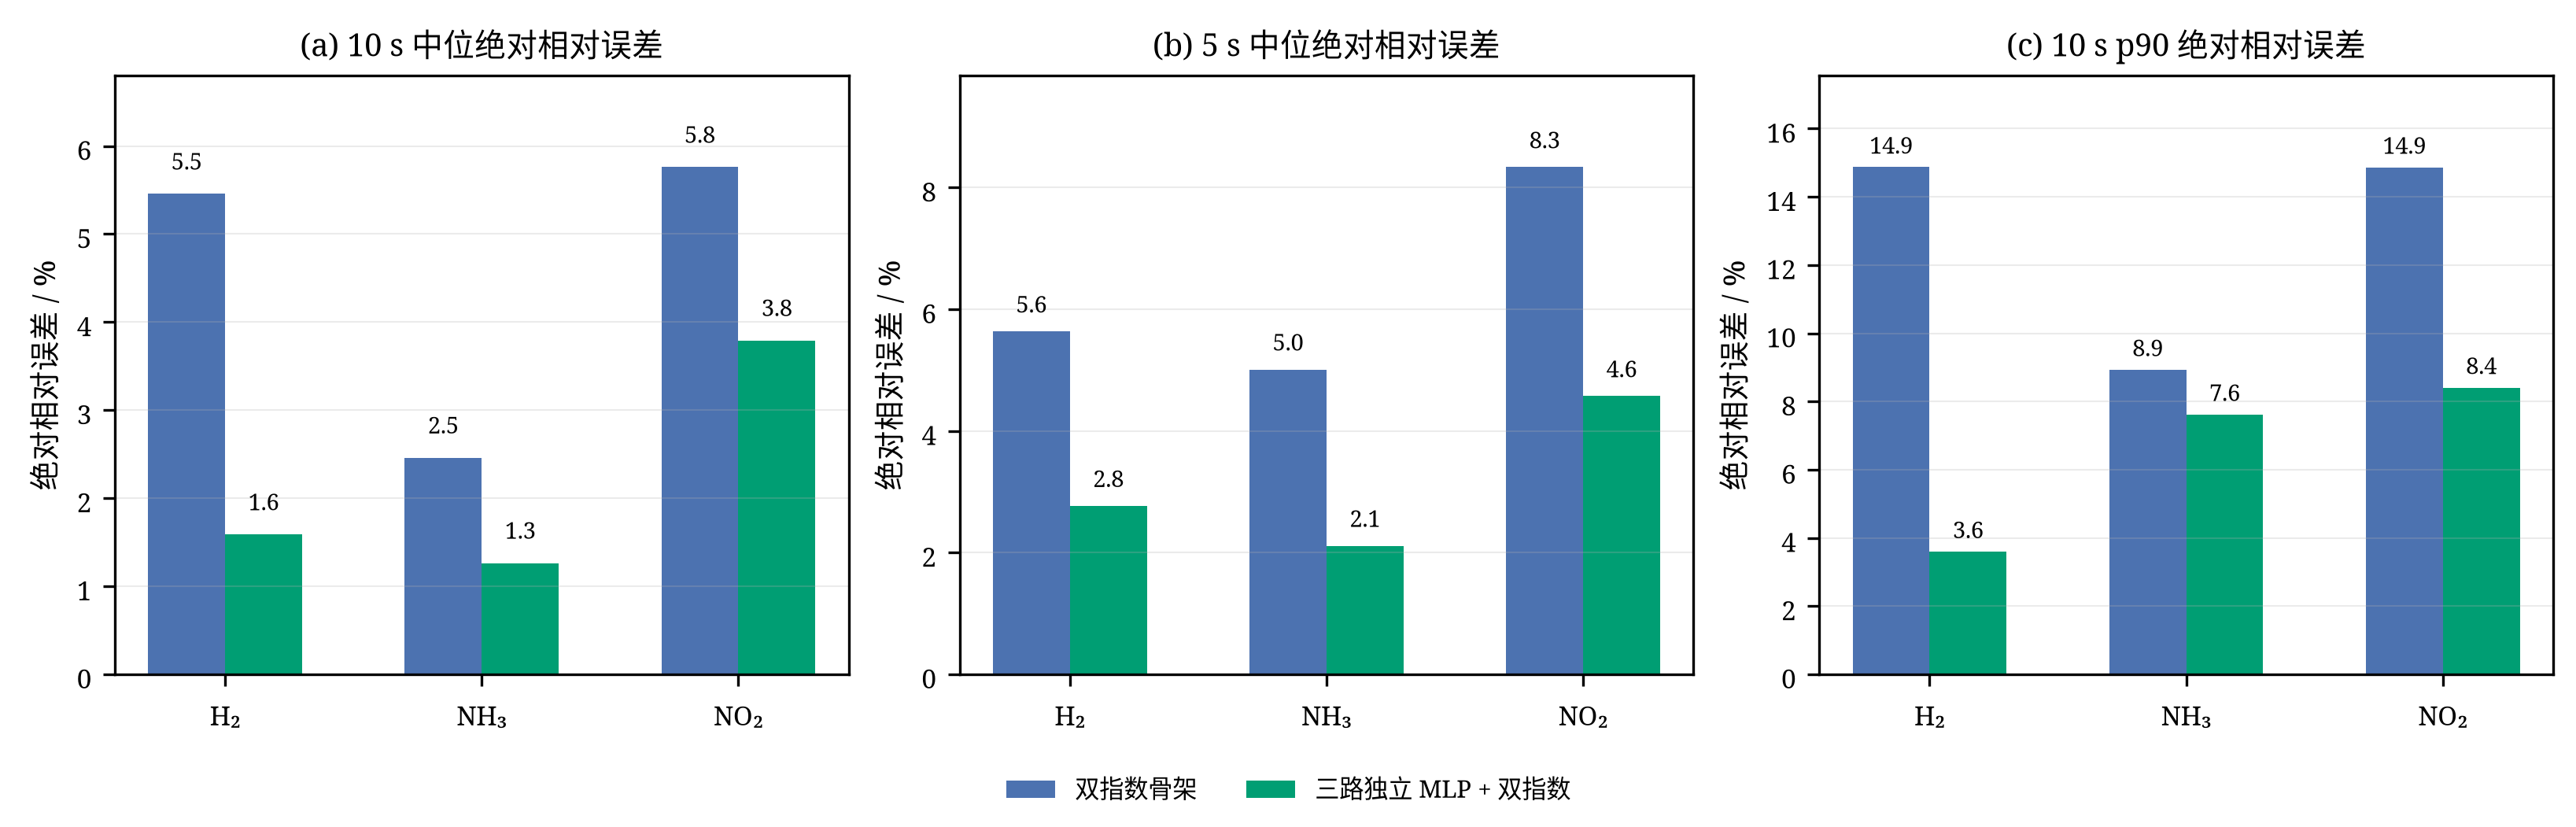 (a) 10 s 中位绝对相对误差
绝对相对误差 / %
6
5
4
3
2
1
0
5.5
1.6
2.5
1.3
5.8
3.8
H₂
NH₃
NO₂
(b) 5 s 中位绝对相对误差
绝对相对误差 / %
8
6
4
2
0
5.6
2.8
5.0
2.1
8.3
4.6
H₂
NH₃
NO₂
(c) 10 s p90 绝对相对误差
绝对相对误差 / %
16
14
12
10
8
6
4
2
0
14.9
3.6
8.9
7.6
14.9
8.4
H₂
NH₃
NO₂
双指数骨架
三路独立 MLP + 双指数